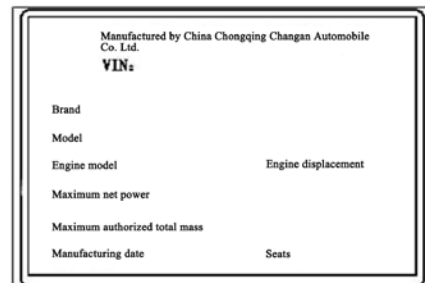 Manufactured by China Chongqing Changan Automobile
Co. Ltd.
VIN:
Brand
Model
Engine model Engine displacement
Maximum net power
Maximum authorized total mass
Manufacturing date Seats